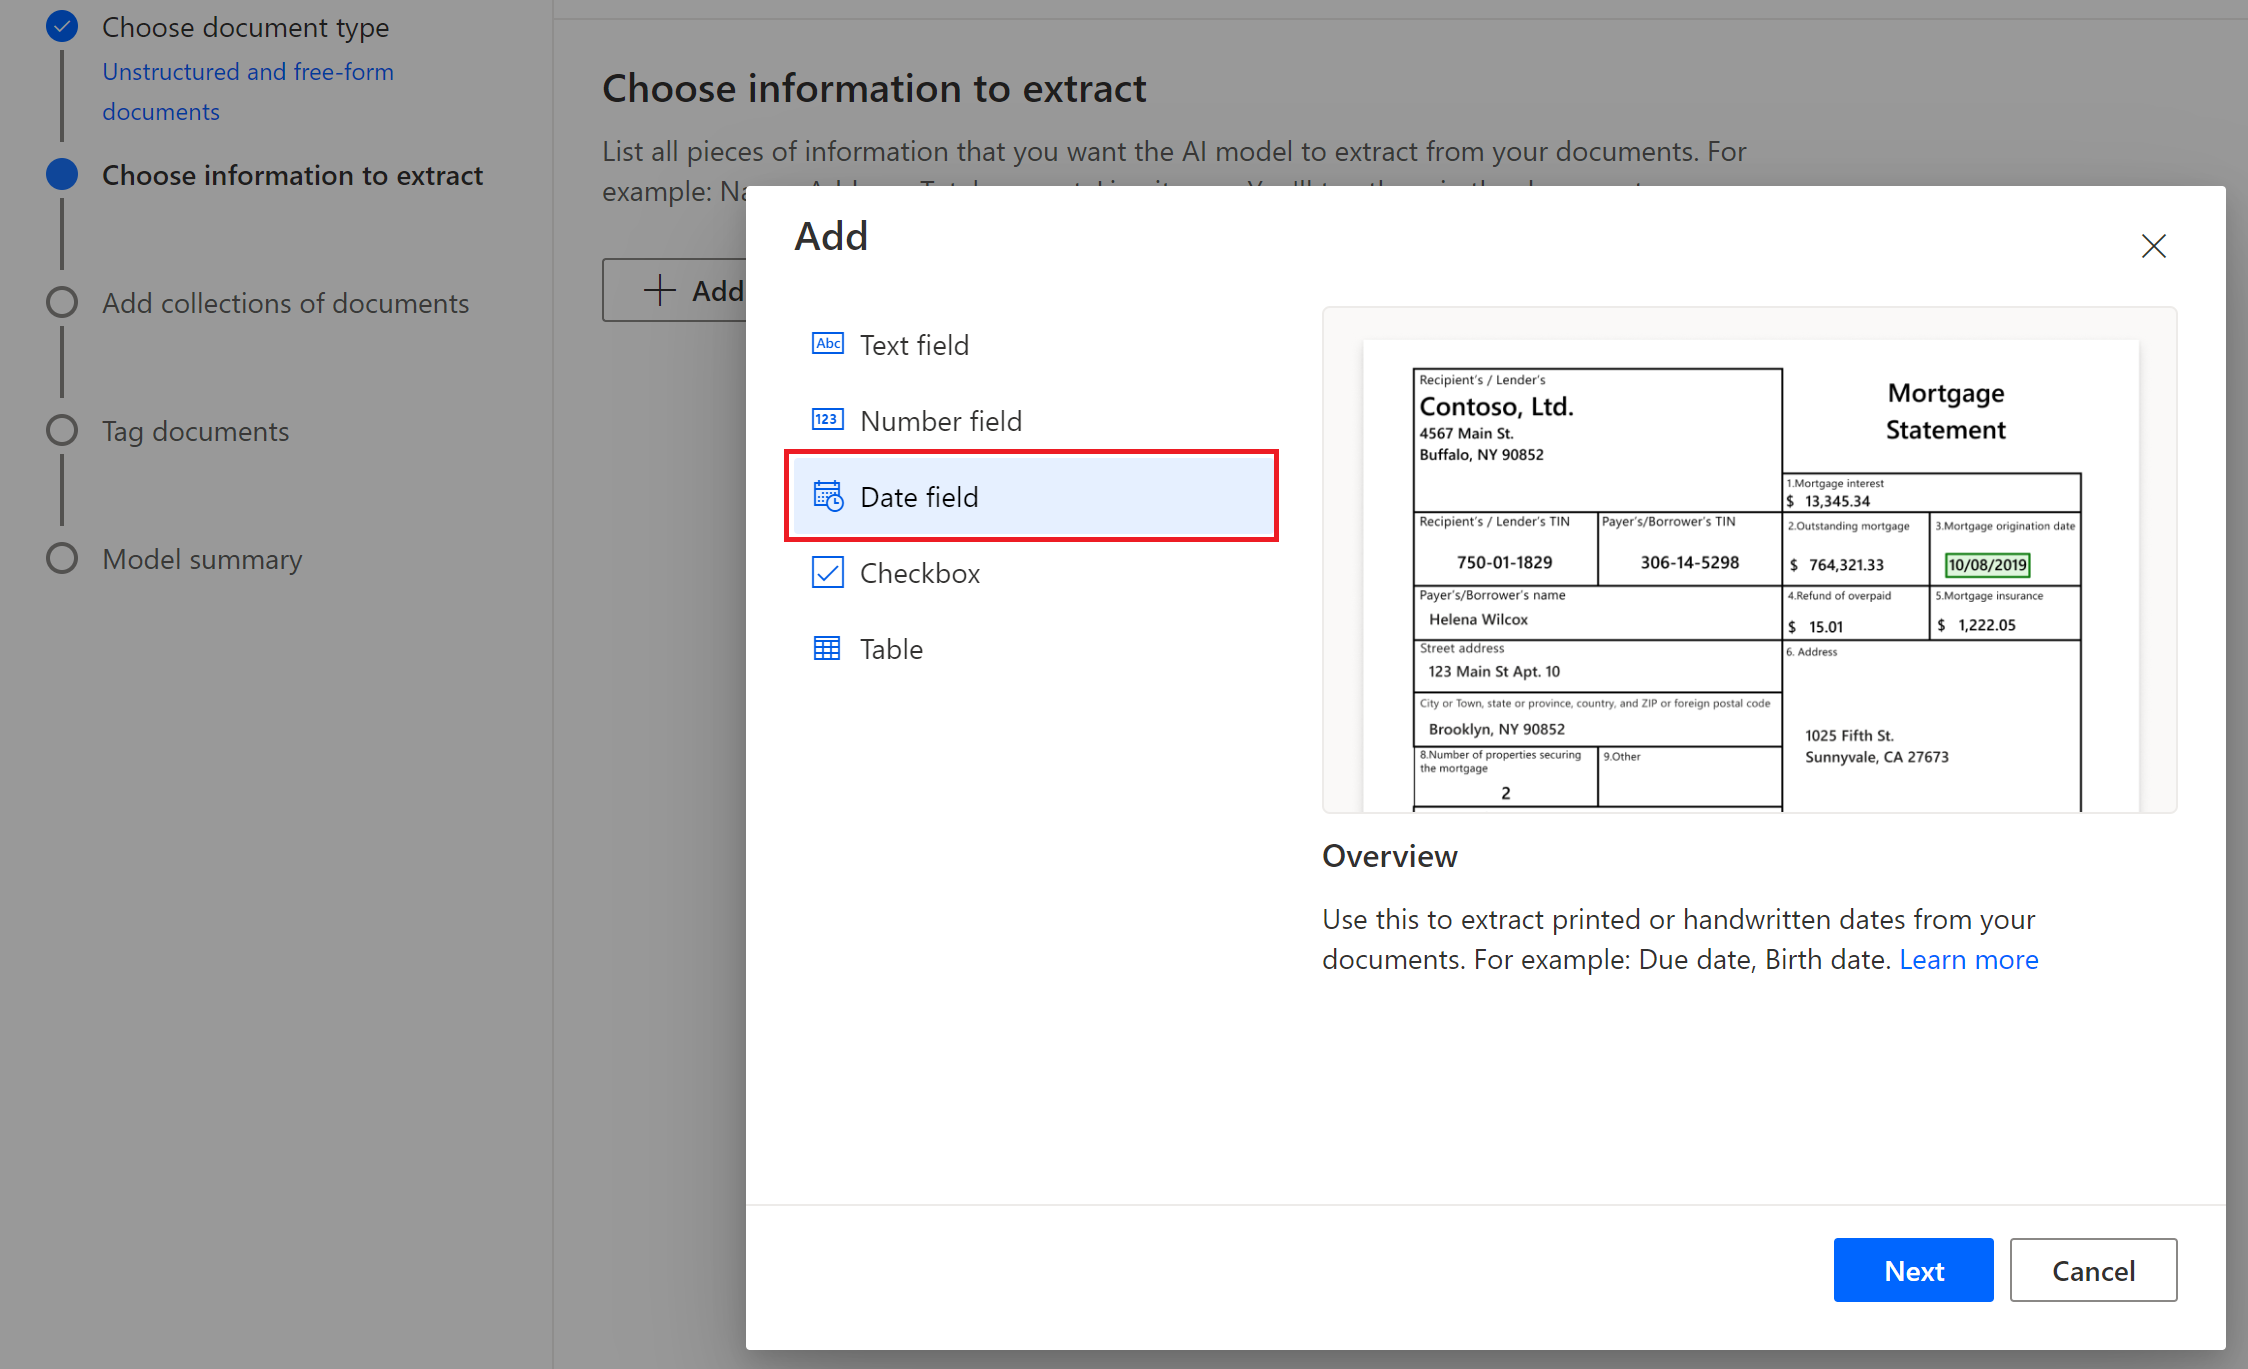 Choose document type
Unstructured and free-form
documents
Choose information to extract
Add collections of documents
Tag documents
Model summary
Choose information to extract
List all pieces of information that you want the AI model to extract from your documents. For
example:
Add
Add
Abc Text field
123 Number field
Date field
Checkbox
Table
Recipient's / Lender's
Contoso, Ltd.
4567 Main St.
Buffalo, NY 90852
Mortgage
Statement
1.Mortgage interest
$ 13,345.34
Recipient's / Lender's TIN
750-01-1829
Payer's/Borrower's TIN
306-14-5298
2.Outstanding mortgage
$ 764,321.33
3.Mortgage origination date
10/08/2019
Payer's/Borrower's name
Helena Wilcox
4.Refund of overpaid
$ 15.01
5.Mortgage insurance
$ 1,222.05
Street address
123 Main St Apt. 10
City or Town, state or province, country, and ZIP or foreign postal code
Brooklyn, NY 90852
6. Address
1025 Fifth St.
Sunnyvale, CA 27673
8.Number of properties securing
the mortgage
2
9.Other
Overview
Use this to extract printed or handwritten dates from your
documents. For example: Due date, Birth date. Learn more
Next
Cancel